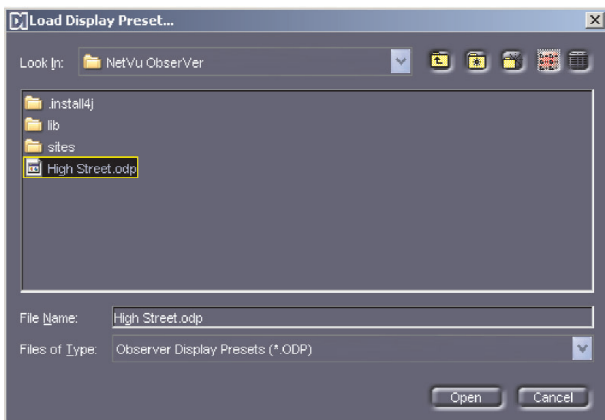 Load Display Preset...
Look In: NetVu ObserVer
.install4j
lib
sites
High Street.odp
File Name: High Street.odp
Files of Type: Observer Display Presets (*.ODP)
Open Cancel